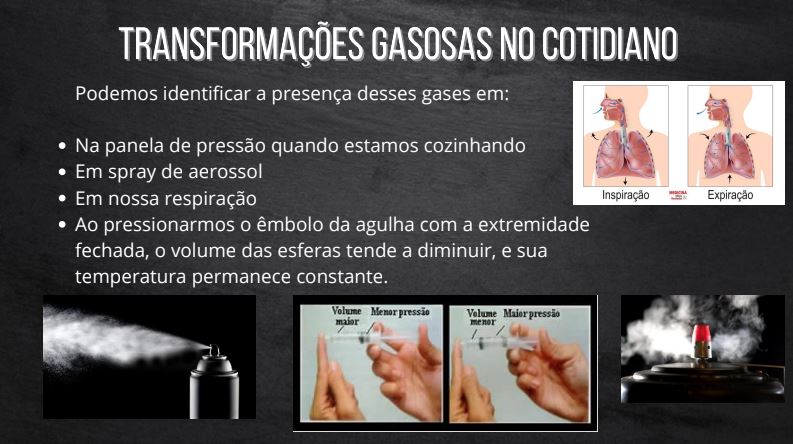 TRANSFORMAÇÕES GASOSAS NO COTIDIANO
Podemos identificar a presença desses gases em:
Na panela de pressão quando estamos cozinhando
Em spray de aerossol
Em nossa respiração
Ao pressionarmos o êmbolo da agulha com a extremidade
fechada, o volume das esferas tende a diminuir, e sua
temperatura permanece constante.
Inspiração
MEDICINA
Expiração
Volume
maior
Menor pressão
Volume
menor
Maior pressão